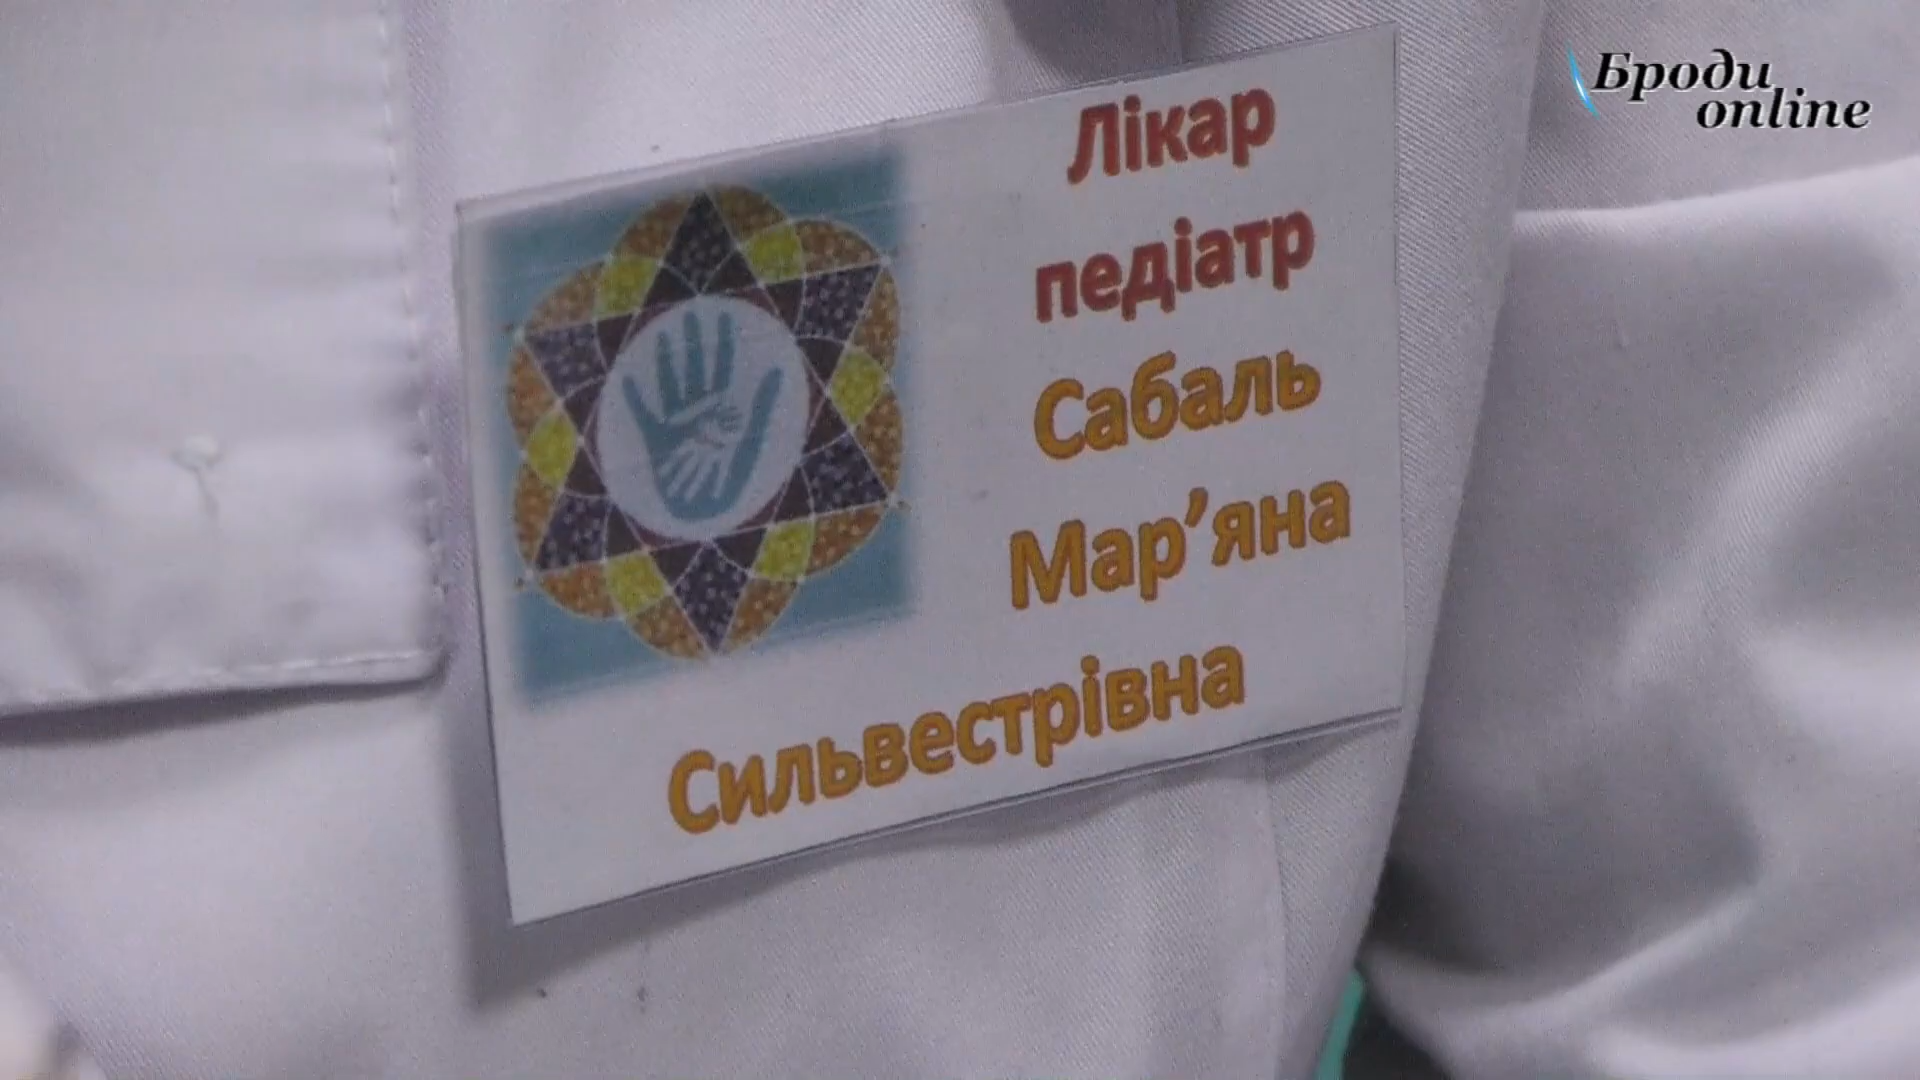 Броди
online
Лікар
педіатр
Сабаль
Мар’яна
Сильвестрівна